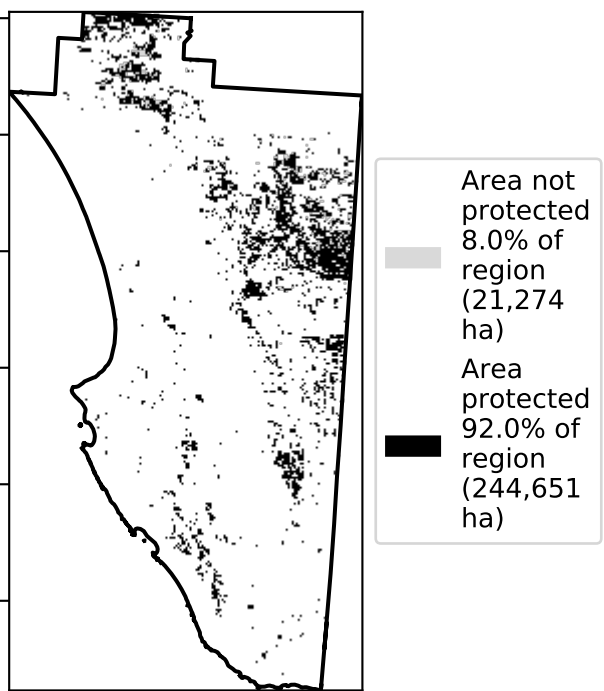 Area not
protected
8.0% of
region
(21,274
ha)
Area
protected
92.0% of
region
(244,651
ha)